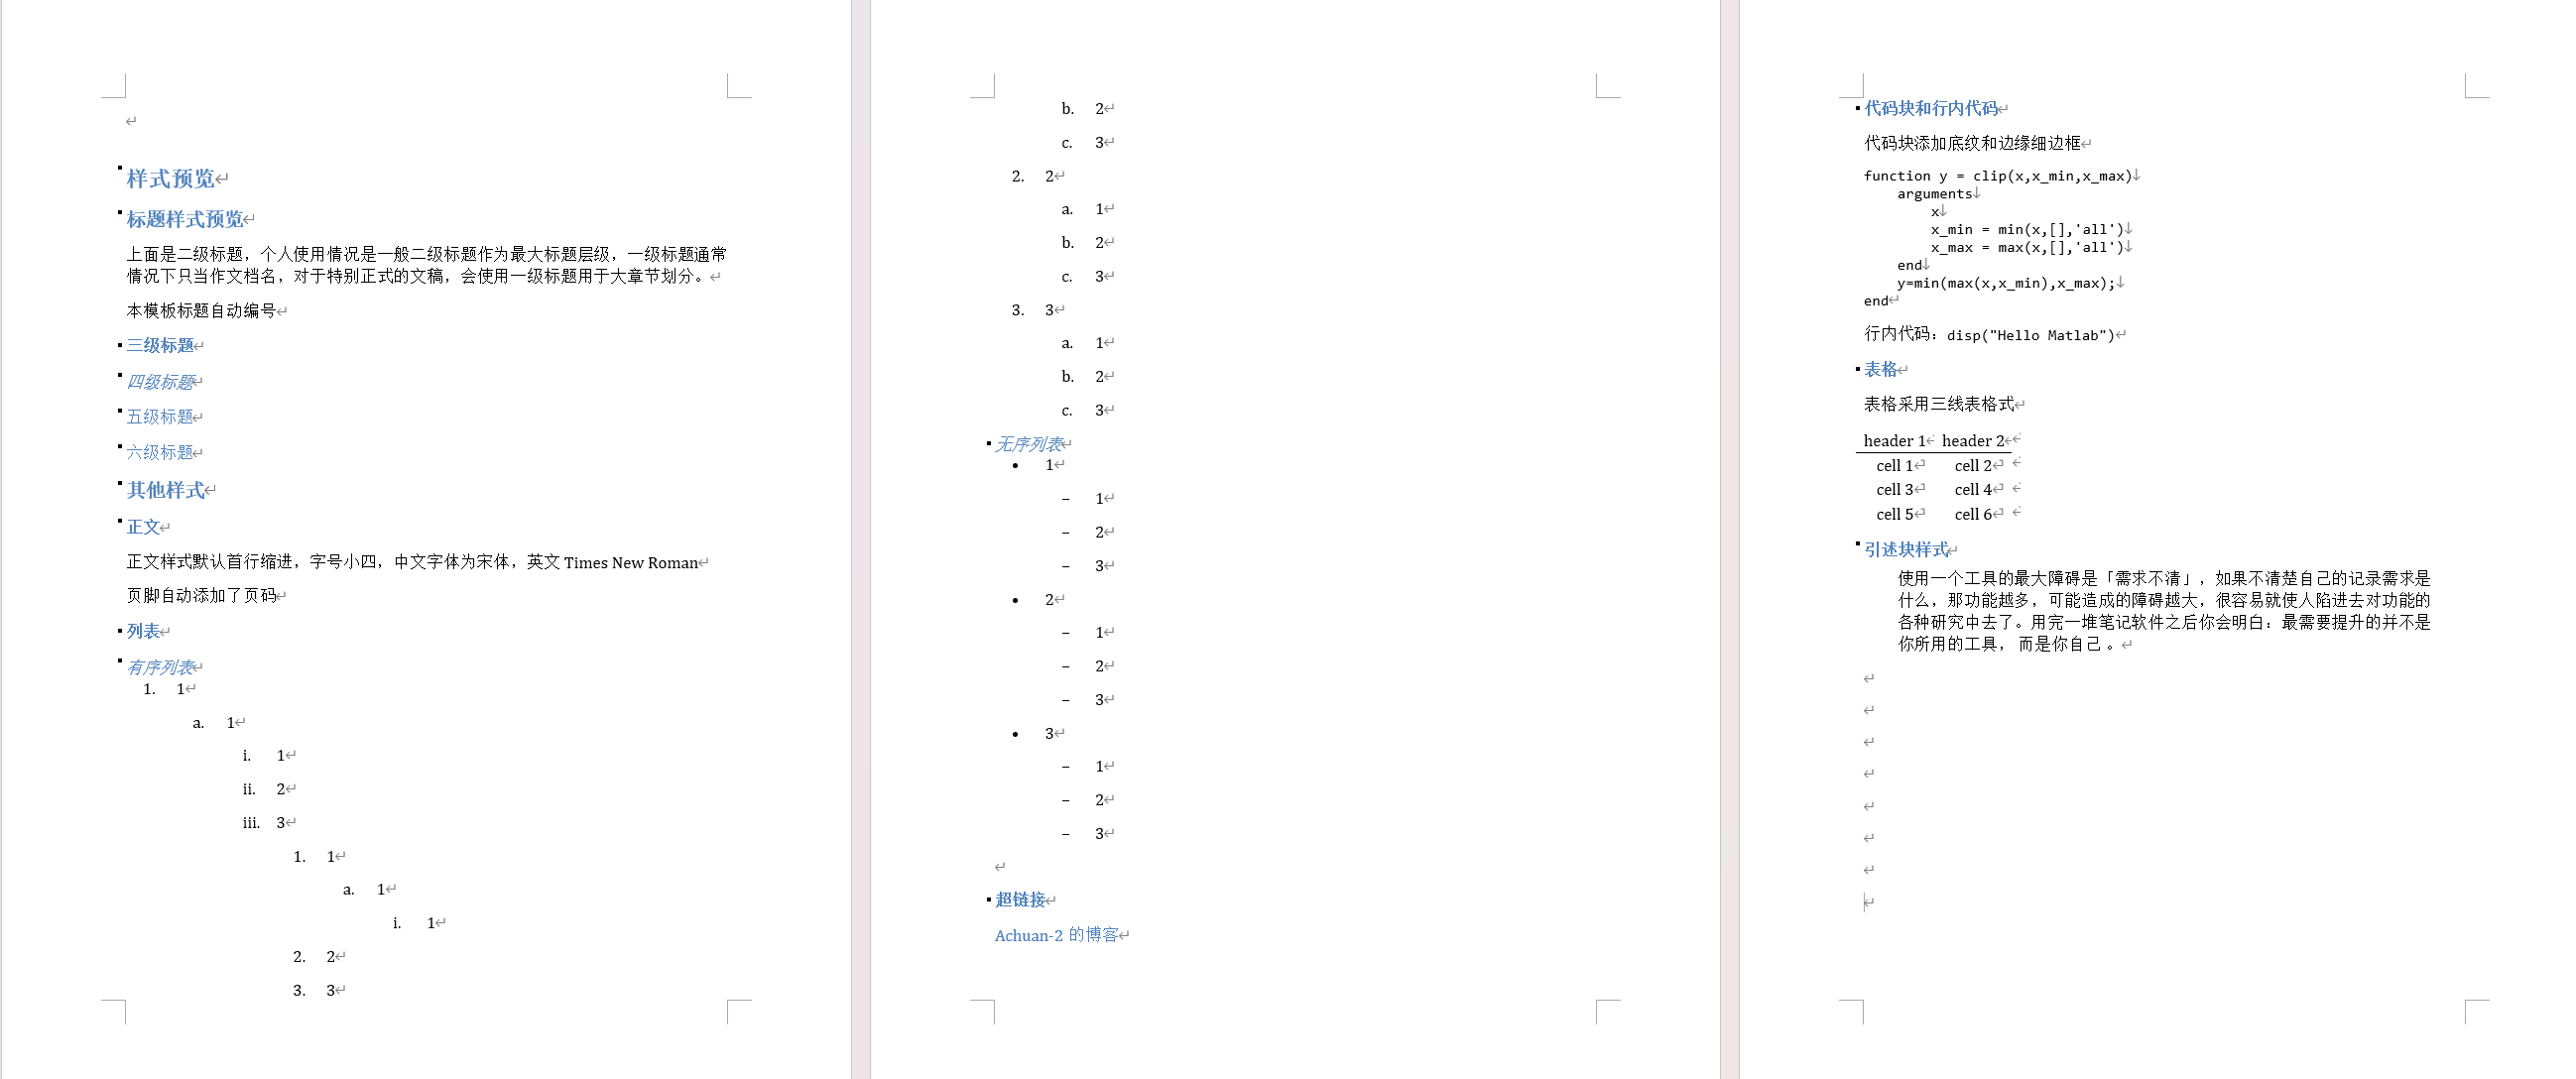 样式预览
标题样式预览
上面是二级标题，个人使用情况是一般二级标题作为最大标题层级，一级标题通常
情况下只当作文档名，对于特别正式的文稿，会使用一级标题用于大章节划分。
本模板标题自动编号
三级标题
四级标题
五级标题
六级标题
其他样式
正文
正文样式默认首行缩进，字号小四，中文字体为宋体，英文 Times New Roman
页脚自动添加了页码
列表
有序列表
1. 1
a. 1
i. 1
ii. 2
iii. 3
1. 1
a. 1
i. 1
2. 2
3. 3
b. 2
c. 3
2. 2
a. 1
b. 2
c. 3
3. 3
a. 1
b. 2
c. 3
无序列表
• 1
– 1
– 2
– 3
• 2
– 1
– 2
– 3
• 3
– 1
– 2
– 3
超链接
Achuan-2 的博客
代码块和行内代码
代码块添加底纹和边缘细边框
function y = clip(x,x_min,x_max)
    arguments
        x
        x_min = min(x,[],'all')
        x_max = max(x,[],'all')
    end
    y=min(max(x,x_min),x_max);
end
行内代码：disp("Hello Matlab")
表格
表格采用三线表格式
header 1 header 2
cell 1 cell 2
cell 3 cell 4
cell 5 cell 6
引述块样式
使用一个工具的最大障碍是「需求不清」，如果不清楚自己的记录需求是
什么，那功能越多，可能造成的障碍越大，很容易就使人陷进去对功能的
各种研究中去了。用完一堆笔记软件之后你会明白：最需要提升的并不是
你所用的工具， 而是你自己 。